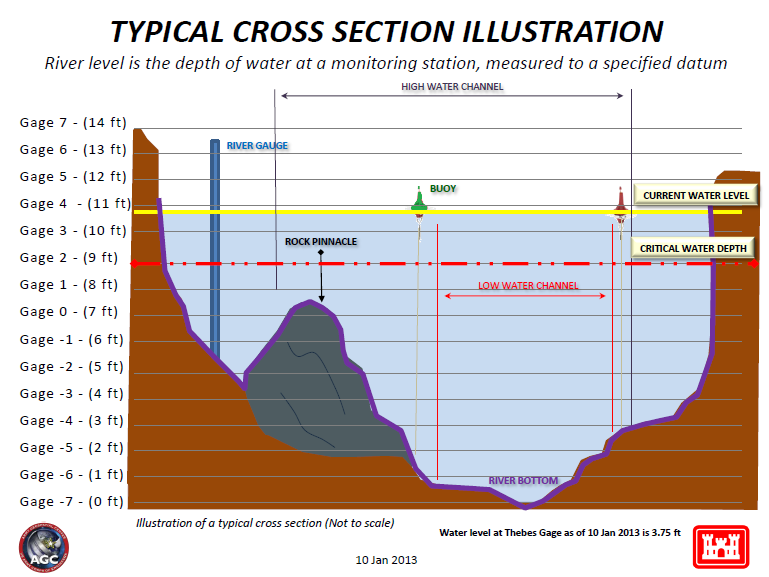 TYPICAL CROSS SECTION ILLUSTRATION
River level is the depth of water at a monitoring station, measured to a specified datum
HIGH WATER CHANNEL
Gage 7 - (14 ft)
Gage 6 - (13 ft)
RIVER GAUGE
Gage 5 - (12 ft)
BUOY
CURRENT WATER LEVEL
Gage 4 - (11 ft)
Gage 3 - (10 ft)
ROCK PINNACLE
CRITICAL WATER DEPTH
Gage 2 - (9 ft)
Gage 1 - (8 ft)
LOW WATER CHANNEL
Gage 0 - (7 ft)
Gage -1 - (6 ft)
Gage -2 - (5 ft)
Gage -3 - (4 ft)
Gage -4 - (3 ft)
Gage -5 - (2 ft)
Gage -6 - (1 ft)
RIVER BOTTOM
Gage -7 - (0 ft)
Illustration of a typical cross section (Not to scale)
Water level at Thebes Gage as of 10 Jan 2013 is 3.75 ft
AGC
10 Jan 2013